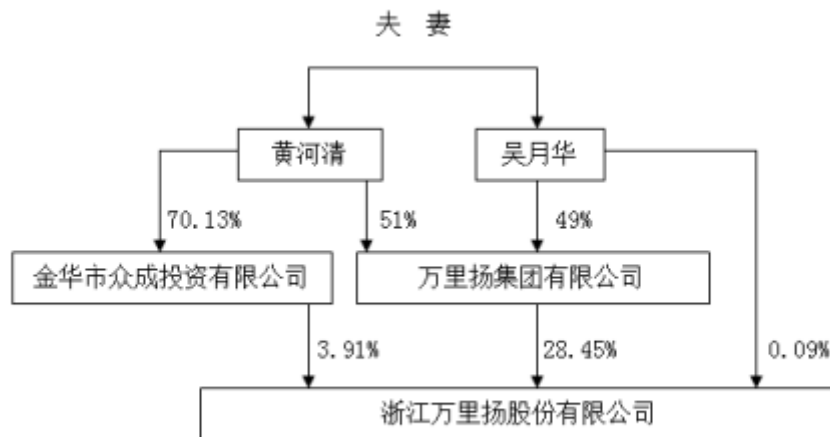 夫 妻
黄河清
吴月华
70.13%
51%
49%
金华市众成投资有限公司
万里扬集团有限公司
3.91%
28.45%
0.09%
浙江万里扬股份有限公司